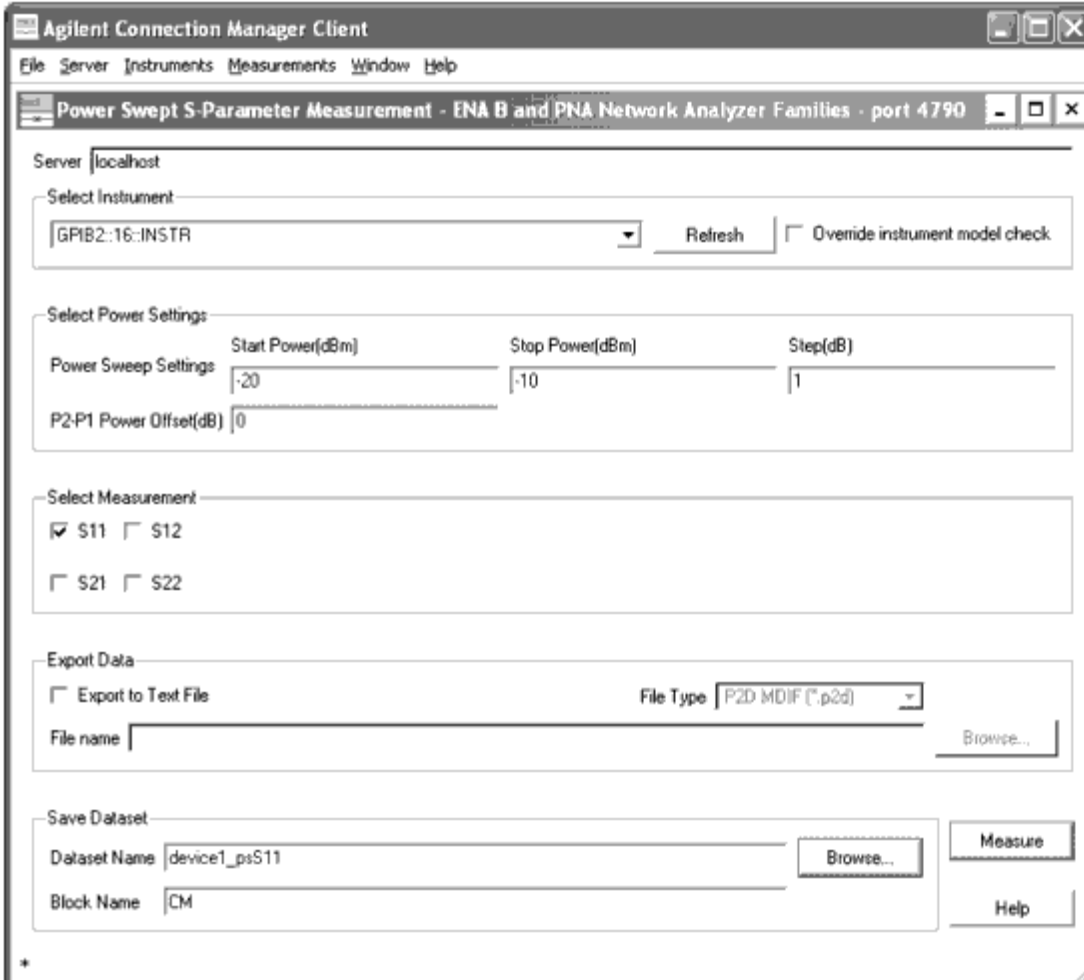 Agilent Connection Manager Client
File Server Instruments Measurements Window Help
Power Swept S-Parameter Measurement - ENA B and PNA Network Analyzer Families - port 4790
Server localhost
Select Instrument
GPIB2::16::INSTR Refresh Override instrument model check
Select Power Settings
Start Power(dBm) Stop Power(dBm) Step(dB)
Power Sweep Settings -20 -10 1
P2-P1 Power Offset(dB) 0
Select Measurement
S11 S12
S21 S22
Export Data
Export to Text File File Type P2D MDIF (*.p2d)
File name Browse...
Save Dataset
Dataset Name device1_psS11 Browse... Measure
Block Name CM Help
*